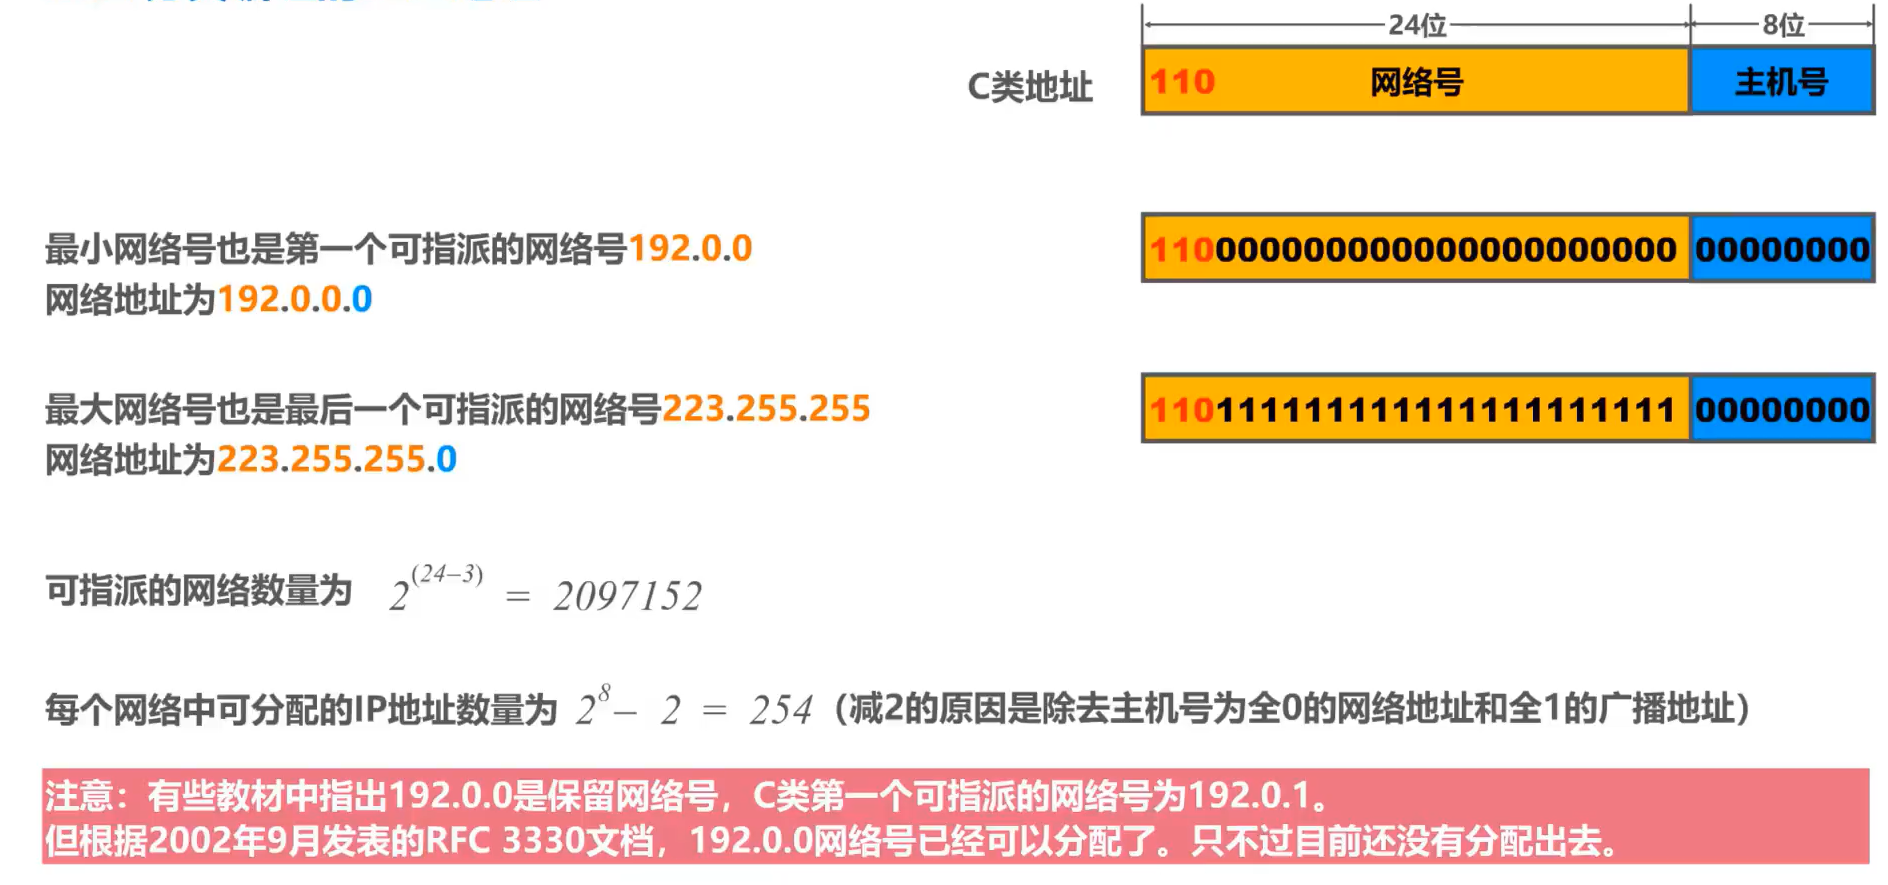 24位 8位
C类地址 110 网络号 主机号
最小网络号也是第一个可指派的网络号192.0.0
网络地址为192.0.0.0
110000000000000000000000 00000000
最大网络号也是最后一个可指派的网络号223.255.255
网络地址为223.255.255.0
110111111111111111111111 00000000
可指派的网络数量为 2^(24-3) = 2097152
每个网络中可分配的IP地址数量为 2^8 - 2 = 254（减2的原因是除去主机号为全0的网络地址和全1的广播地址）
注意：有些教材中指出192.0.0是保留网络号，C类第一个可指派的网络号为192.0.1。
但根据2002年9月发表的RFC 3330文档，192.0.0网络号已经可以分配了。只不过目前还没有分配出去。